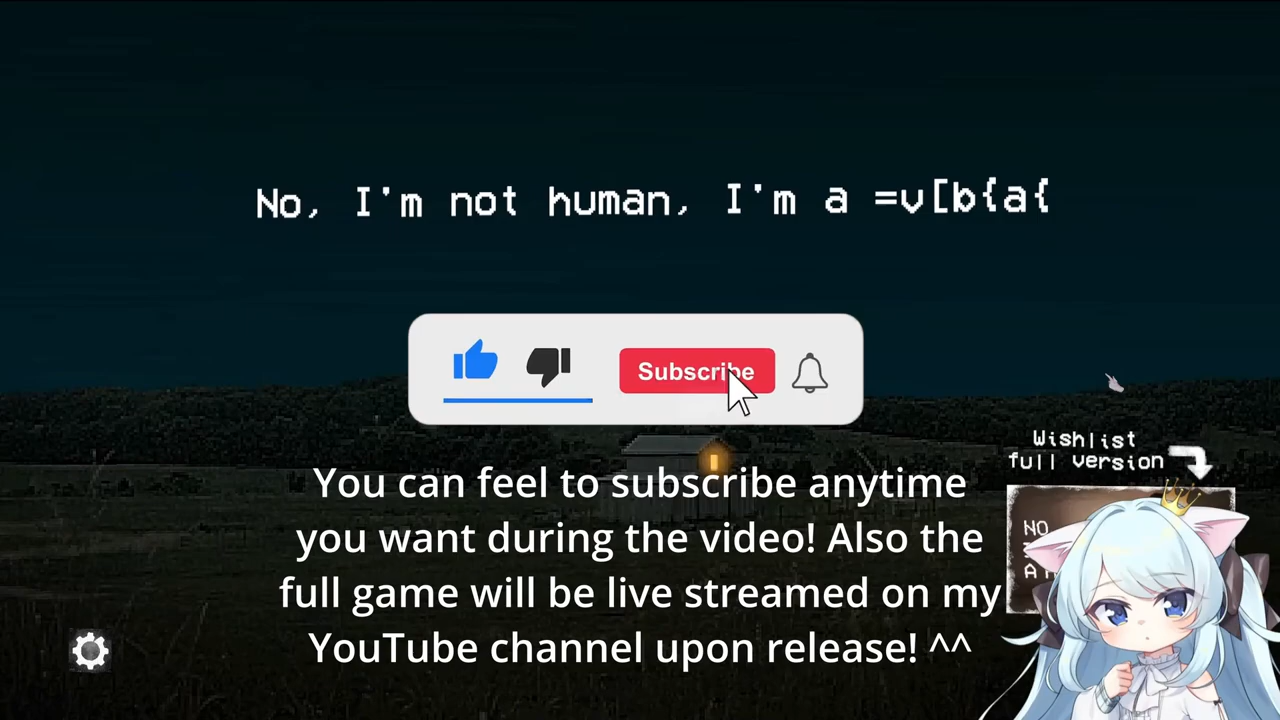 No, I'm not human, I'm a =v[b{a{
Subscribe
You can feel to subscribe anytime
you want during the video! Also the
full game will be live streamed on my
YouTube channel upon release! ^^
Wishlist
full version
NO